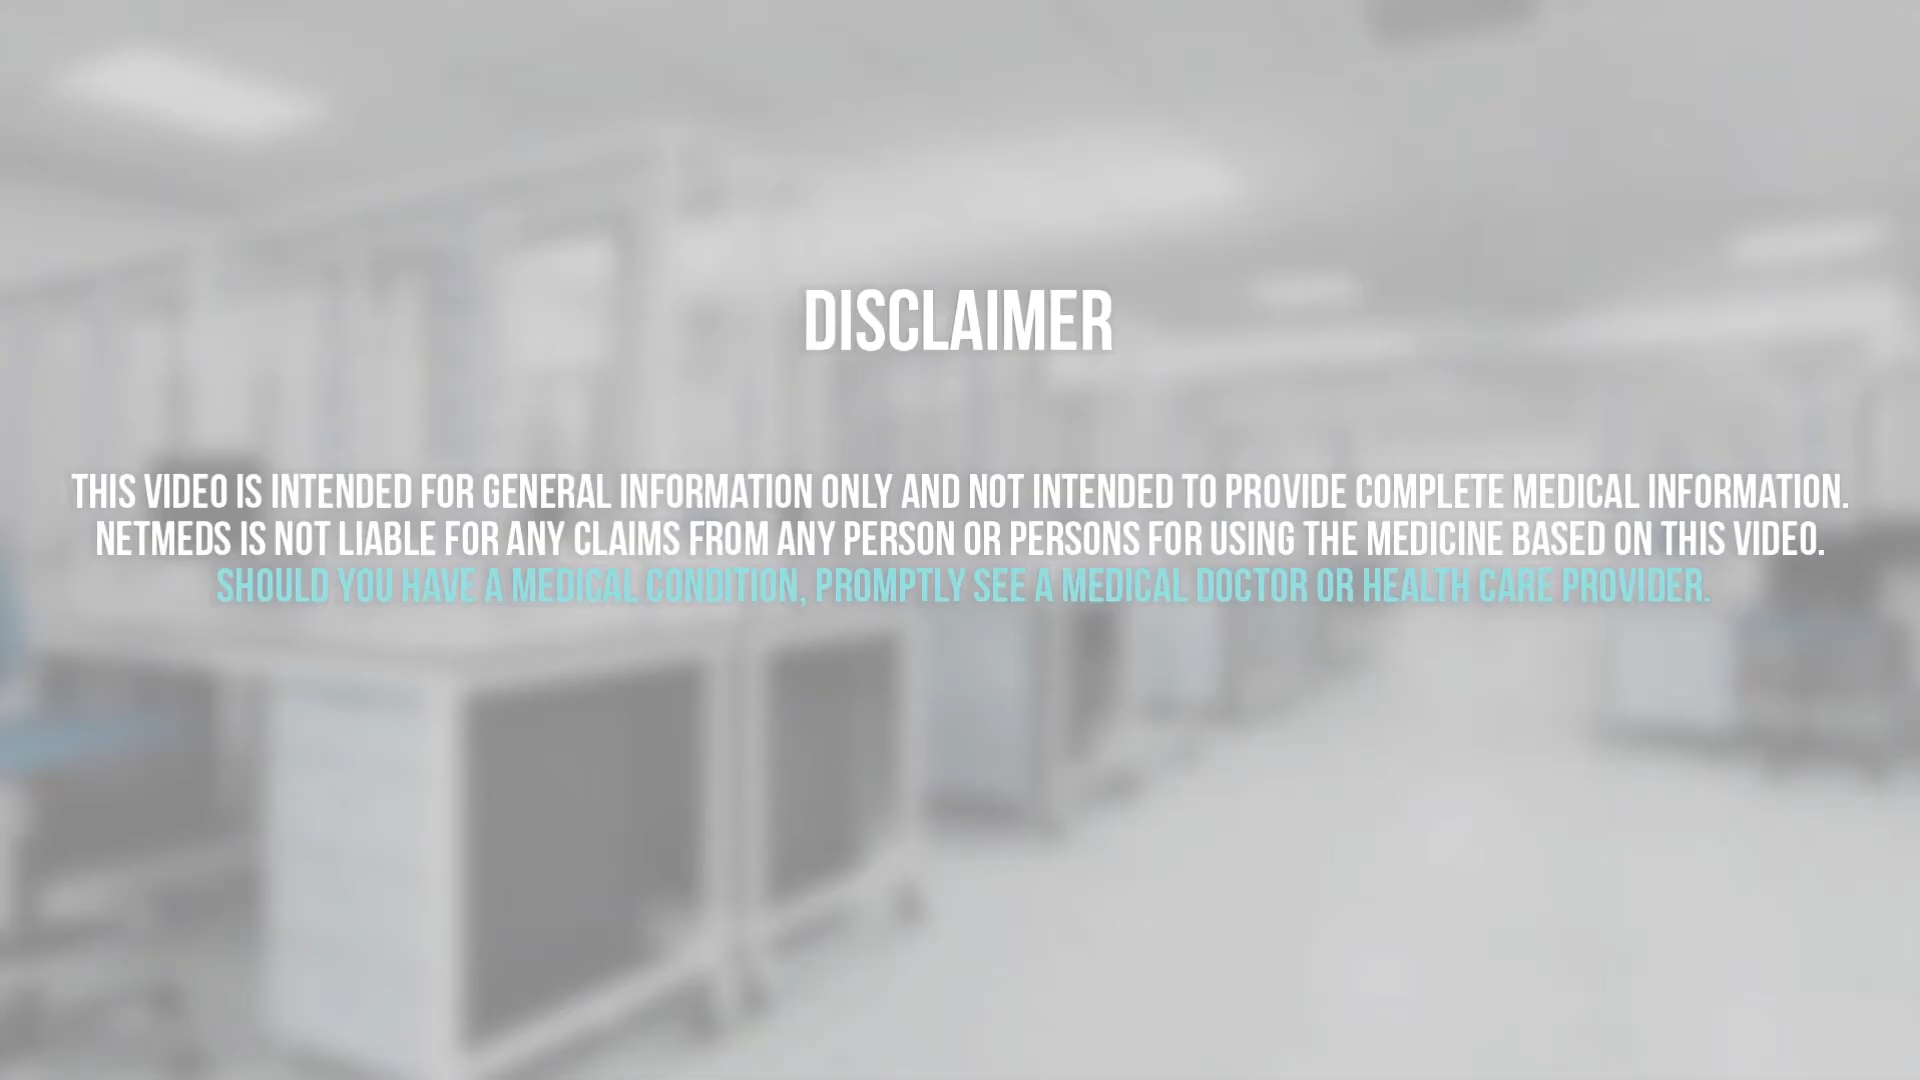 DISCLAIMER
THIS VIDEO IS INTENDED FOR GENERAL INFORMATION ONLY AND NOT INTENDED TO PROVIDE COMPLETE MEDICAL INFORMATION.
NETMEDS IS NOT LIABLE FOR ANY CLAIMS FROM ANY PERSON OR PERSONS FOR USING THE MEDICINE BASED ON THIS VIDEO.
SHOULD YOU HAVE A MEDICAL CONDITION, PROMPTLY SEE A MEDICAL DOCTOR OR HEALTH CARE PROVIDER.